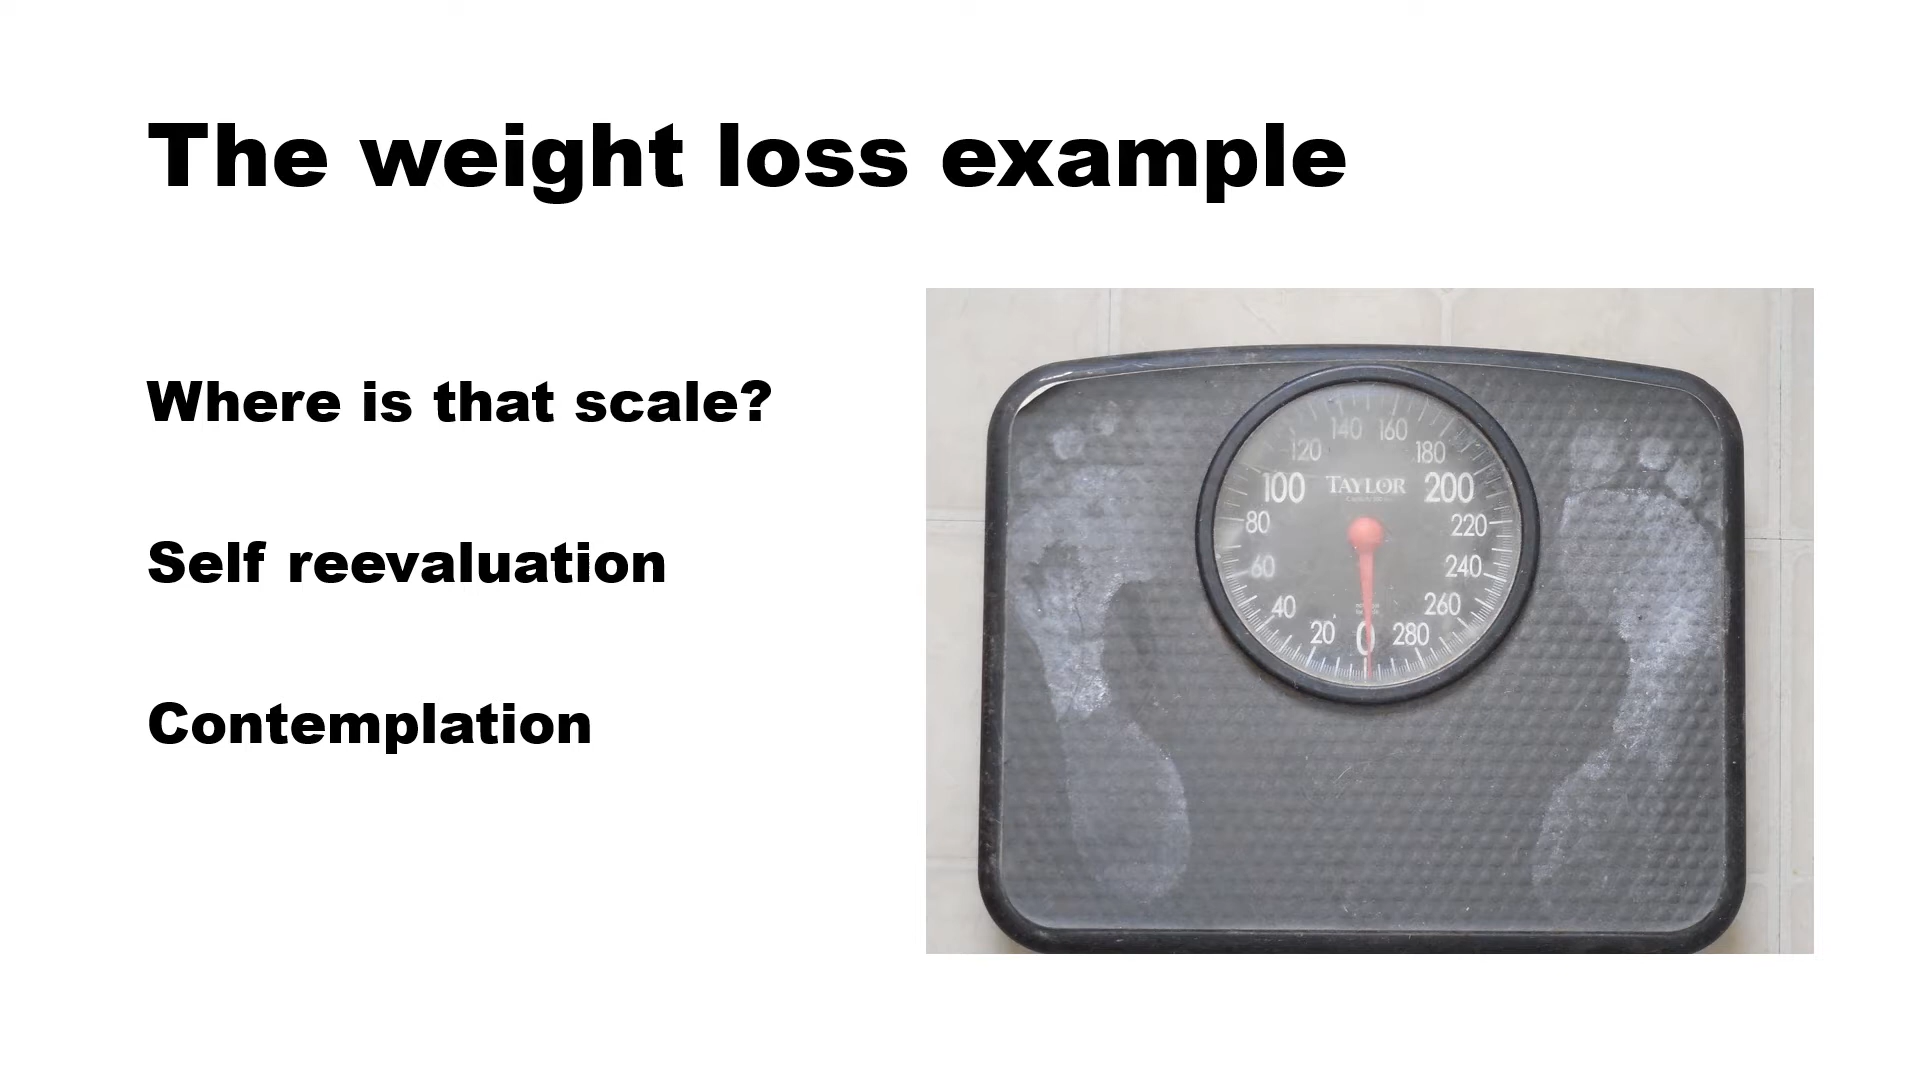 The weight loss example
Where is that scale?
Self reevaluation
Contemplation
140 160
120 180
100 TAYLOR 200
80 220
60 240
40 260
20 0 280